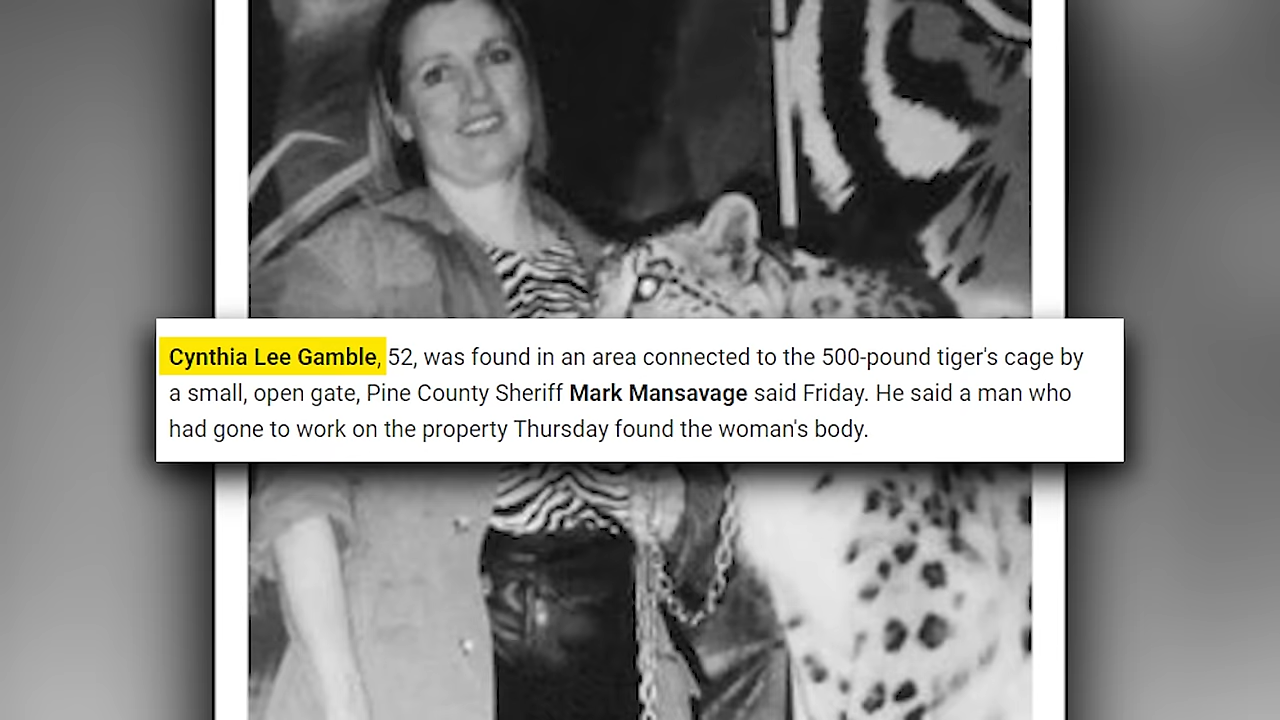 Cynthia Lee Gamble, 52, was found in an area connected to the 500-pound tiger's cage by
a small, open gate, Pine County Sheriff Mark Mansavage said Friday. He said a man who
had gone to work on the property Thursday found the woman's body.